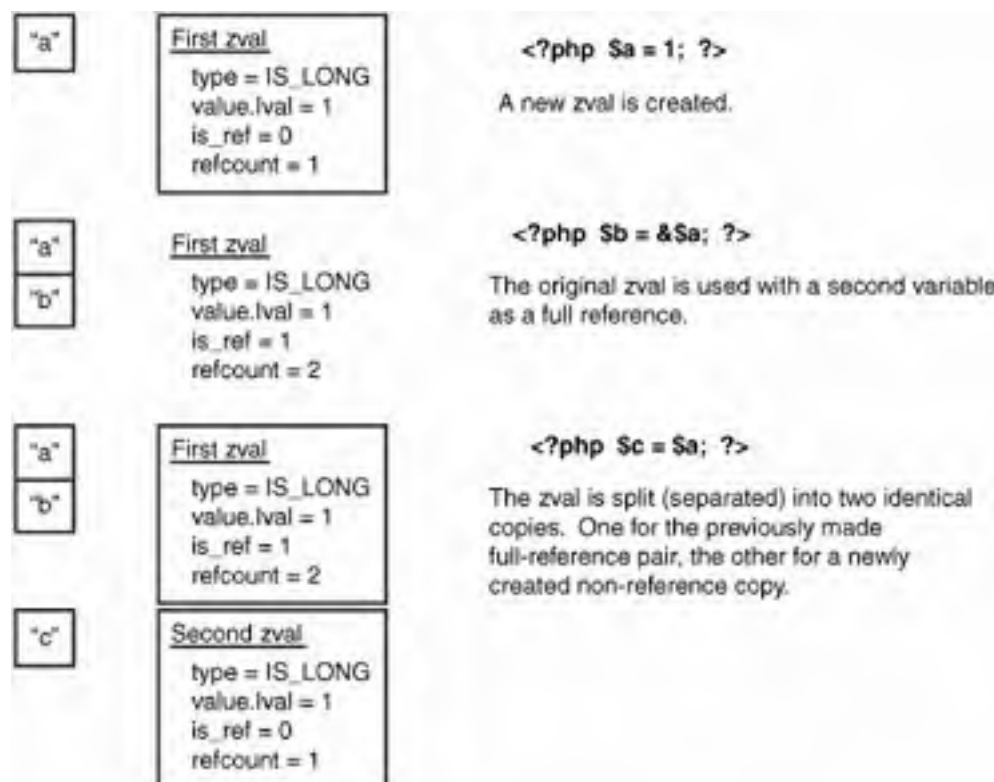 "a"
First zval
type = IS_LONG
value.lval = 1
is_ref = 0
refcount = 1
<?php $a = 1; ?>
A new zval is created.
"a"
"b"
First zval
type = IS_LONG
value.lval = 1
is_ref = 1
refcount = 2
<?php $b = &$a; ?>
The original zval is used with a second variable
as a full reference.
"a"
"b"
First zval
type = IS_LONG
value.lval = 1
is_ref = 1
refcount = 2
<?php $c = $a; ?>
The zval is split (separated) into two identical
copies. One for the previously made
full-reference pair, the other for a newly
created non-reference copy.
"c"
Second zval
type = IS_LONG
value.lval = 1
is_ref = 0
refcount = 1